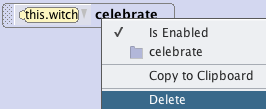 this.witch celebrate
Is Enabled
celebrate
Copy to Clipboard
Delete